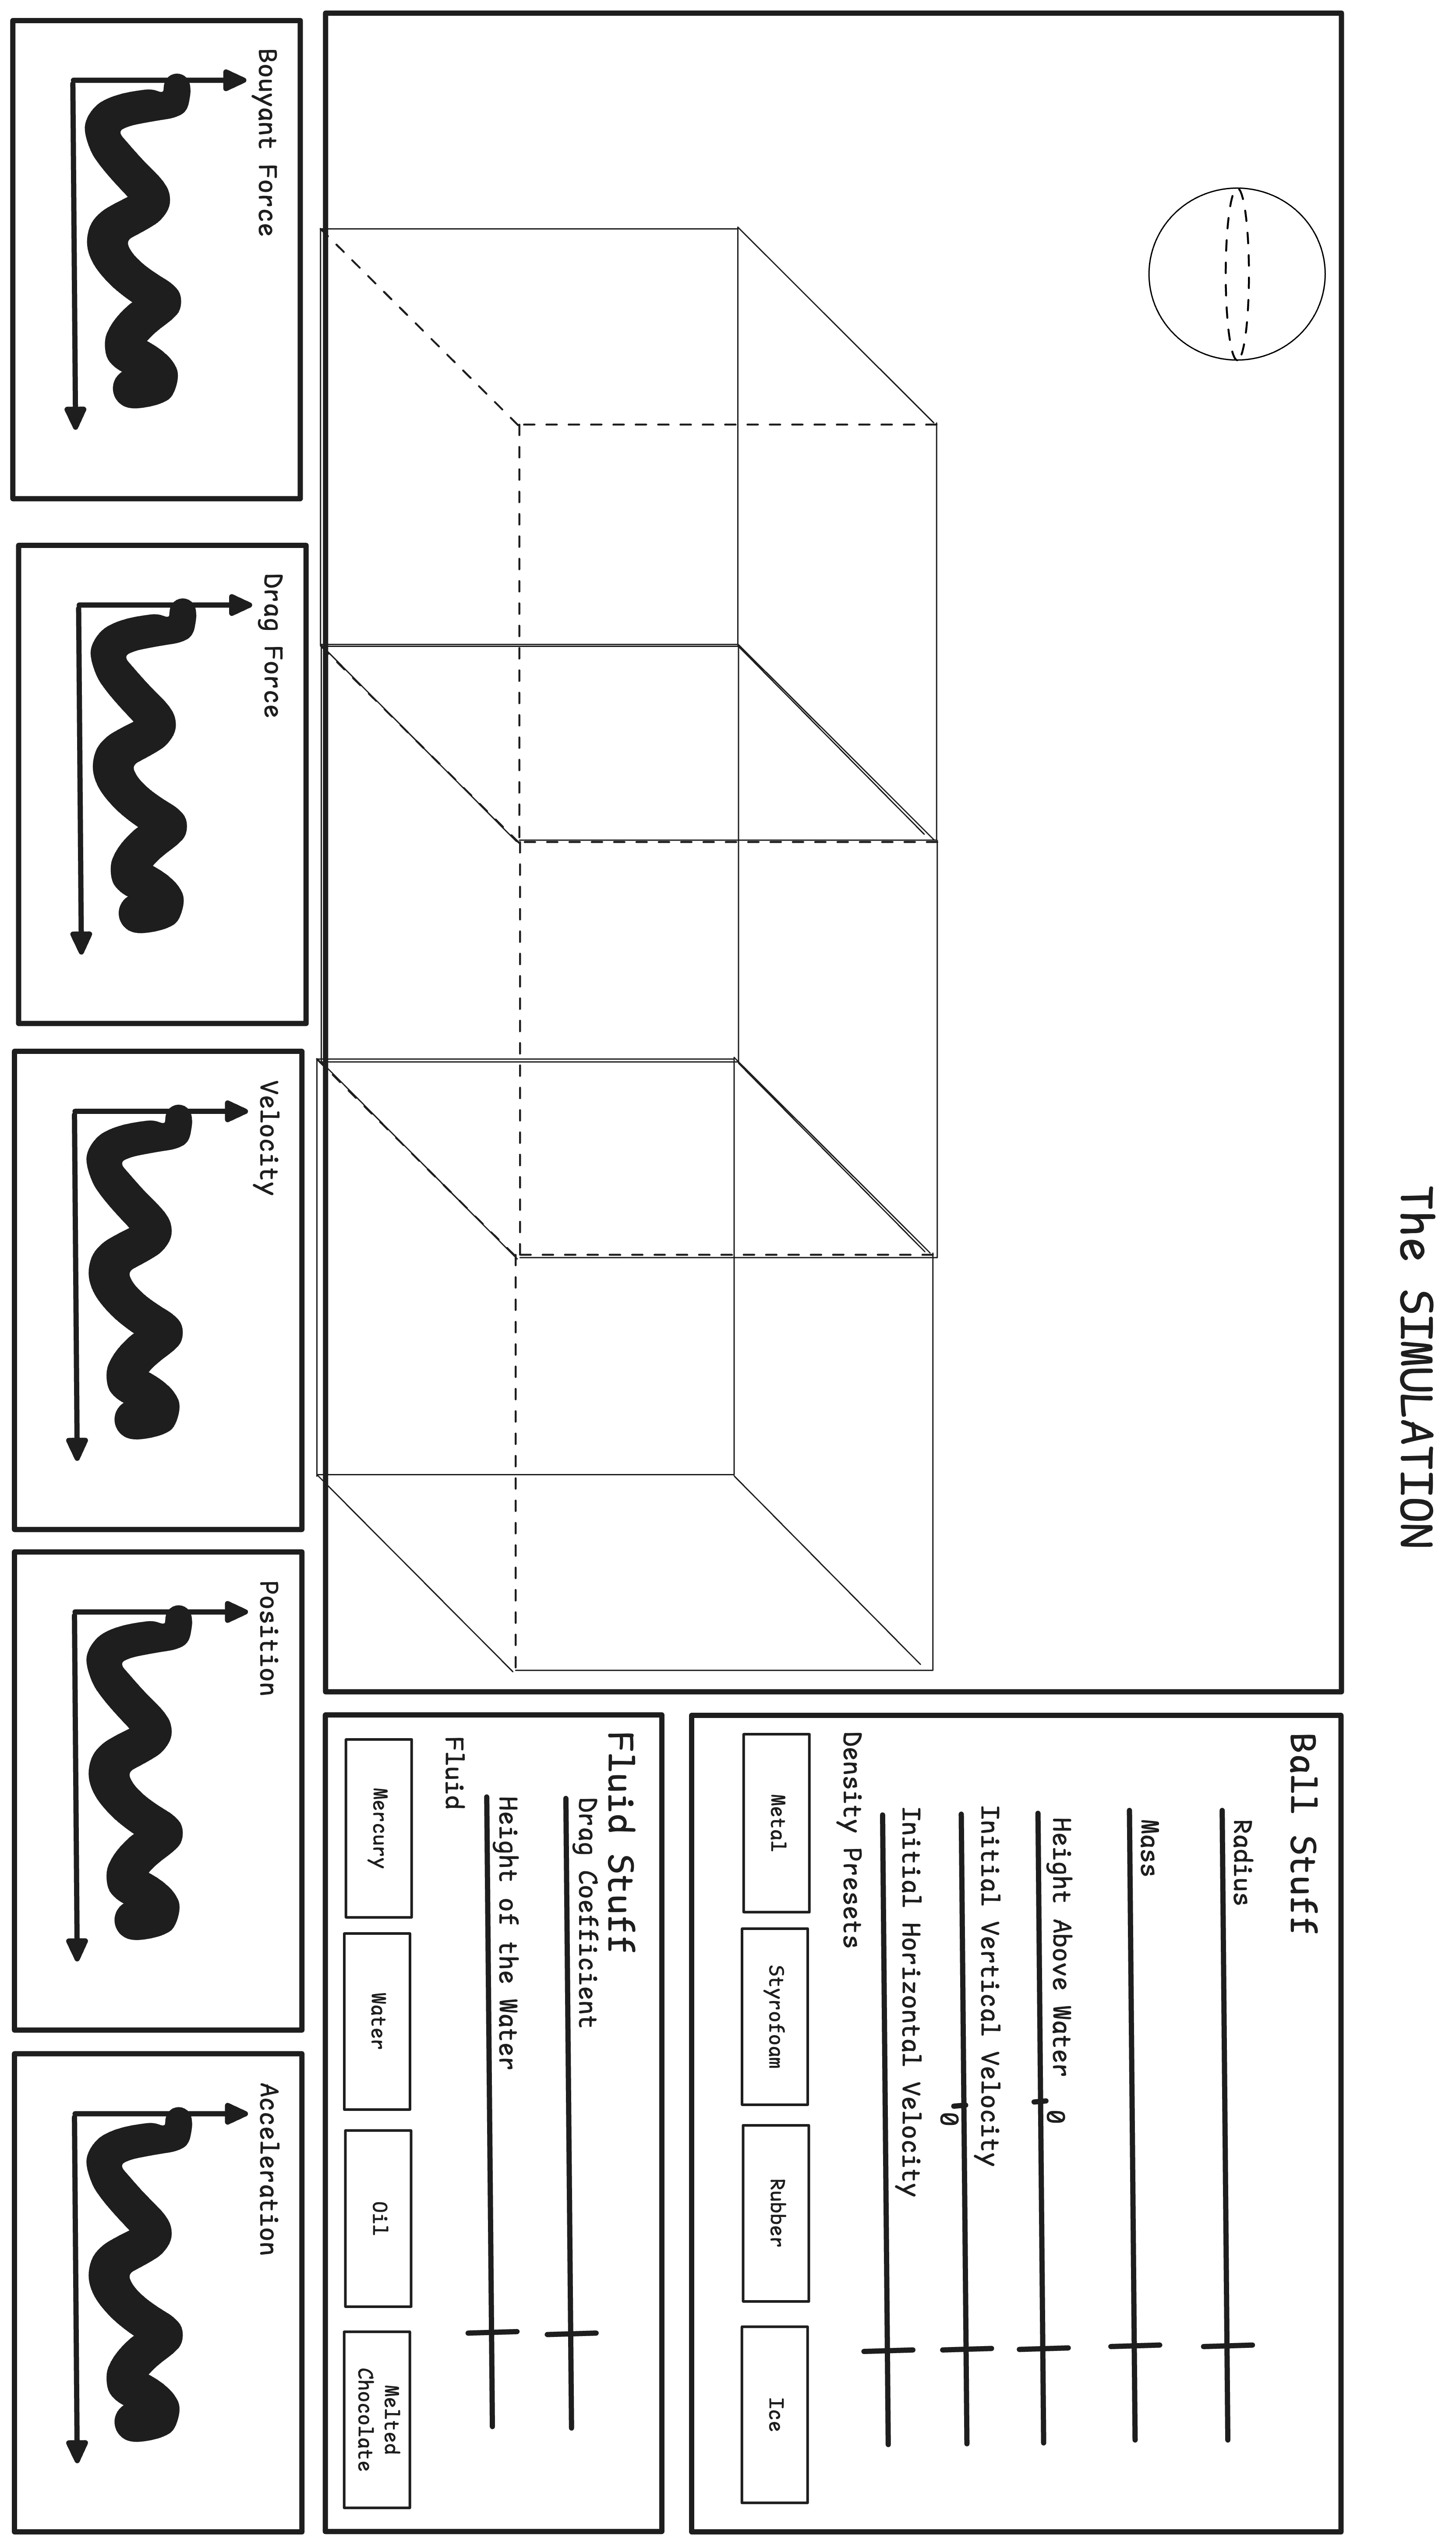 The SIMULATION
Ball Stuff
Radius
Mass
Height Above Water
0
Initial Vertical Velocity
0
Initial Horizontal Velocity
Density Presets
Metal
Styrofoam
Rubber
Ice
Fluid Stuff
Drag Coefficient
Height of the Water
Fluid
Mercury
Water
Oil
Melted
Chocolate
Bouyant Force
Drag Force
Velocity
Position
Acceleration